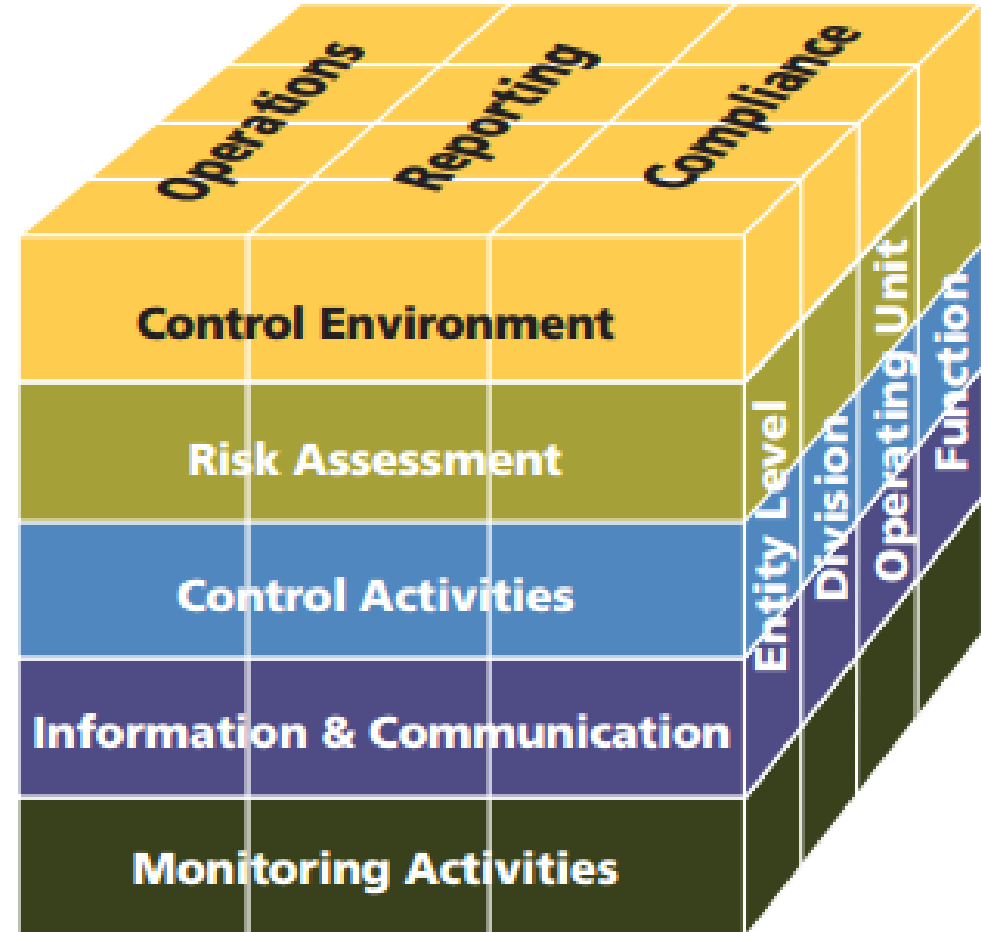 Operations
Reporting
Compliance
Control Environment
Risk Assessment
Control Activities
Information & Communication
Monitoring Activities
Entity Level
Division
Operating Unit
Function